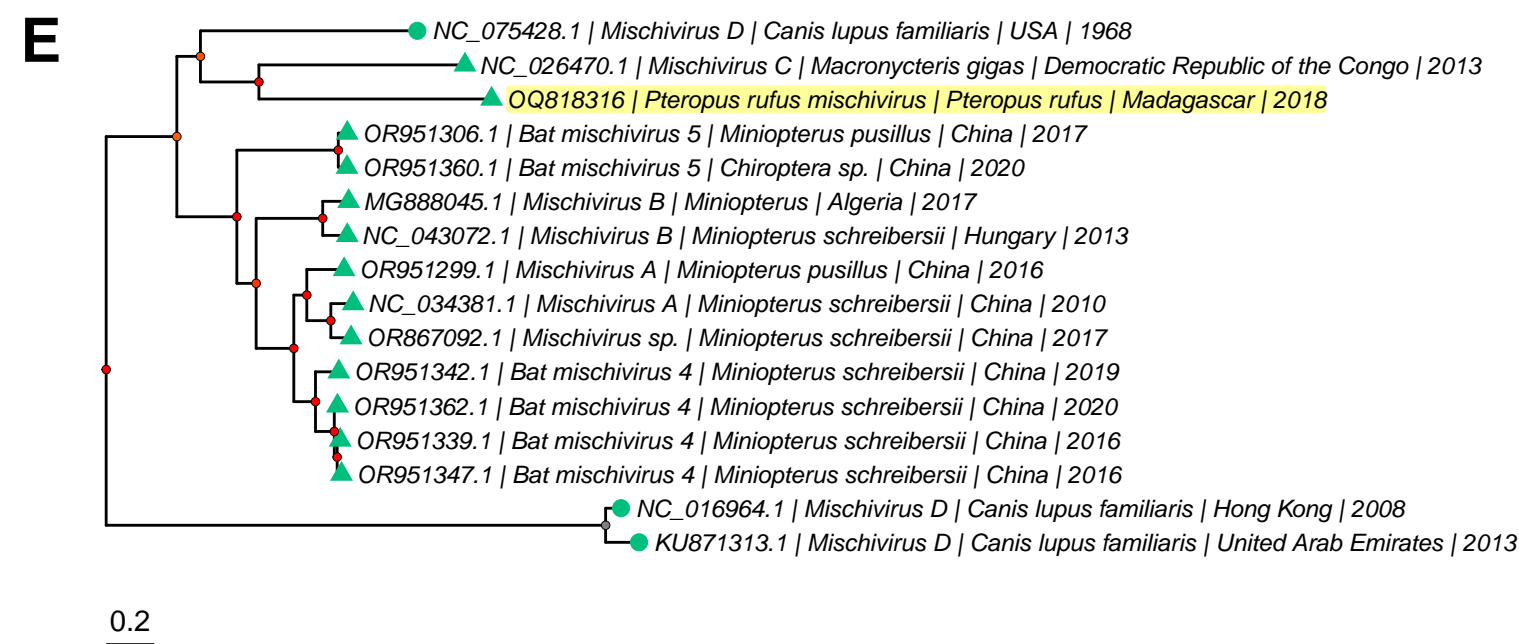 E
NC_075428.1 | Mischivirus D | Canis lupus familiaris | USA | 1968
NC_026470.1 | Mischivirus C | Macronycteris gigas | Democratic Republic of the Congo | 2013
OQ818316 | Pteropus rufus mischivirus | Pteropus rufus | Madagascar | 2018
OR951306.1 | Bat mischivirus 5 | Miniopterus pusillus | China | 2017
OR951360.1 | Bat mischivirus 5 | Chiroptera sp. | China | 2020
MG888045.1 | Mischivirus B | Miniopterus | Algeria | 2017
NC_043072.1 | Mischivirus B | Miniopterus schreibersii | Hungary | 2013
OR951299.1 | Mischivirus A | Miniopterus pusillus | China | 2016
NC_034381.1 | Mischivirus A | Miniopterus schreibersii | China | 2010
OR867092.1 | Mischivirus sp. | Miniopterus schreibersii | China | 2017
OR951342.1 | Bat mischivirus 4 | Miniopterus schreibersii | China | 2019
OR951362.1 | Bat mischivirus 4 | Miniopterus schreibersii | China | 2020
OR951339.1 | Bat mischivirus 4 | Miniopterus schreibersii | China | 2016
OR951347.1 | Bat mischivirus 4 | Miniopterus schreibersii | China | 2016
NC_016964.1 | Mischivirus D | Canis lupus familiaris | Hong Kong | 2008
KU871313.1 | Mischivirus D | Canis lupus familiaris | United Arab Emirates | 2013
0.2